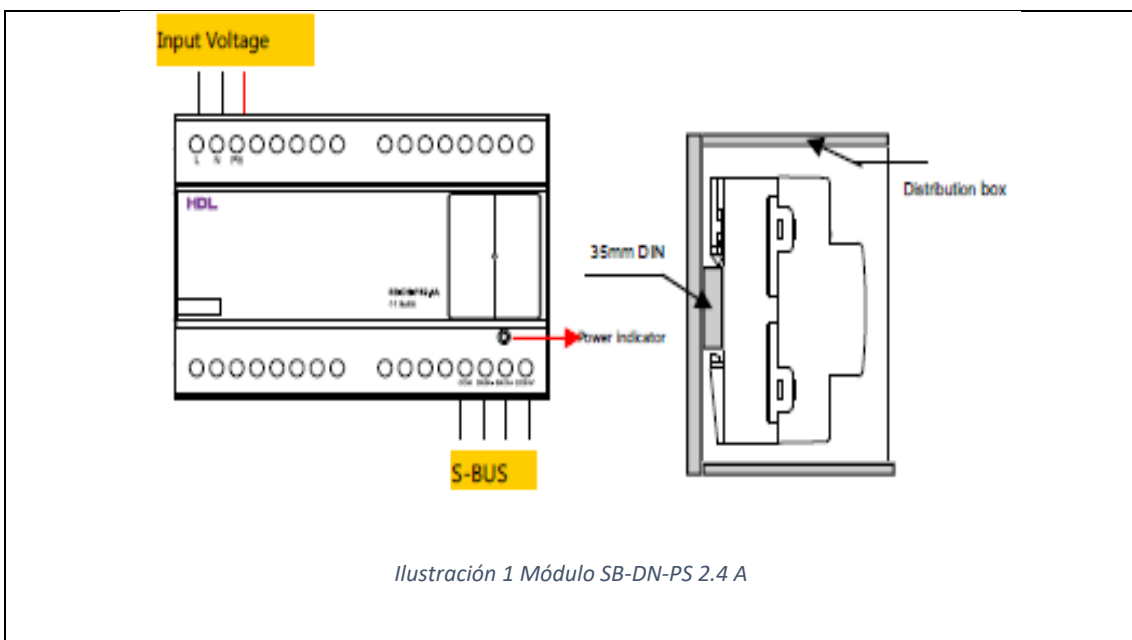 Input Voltage
L N PE
HDL
Distribution box
35mm DIN
Power indicator
COM
S-BUS
Ilustración 1 Módulo SB-DN-PS 2.4 A